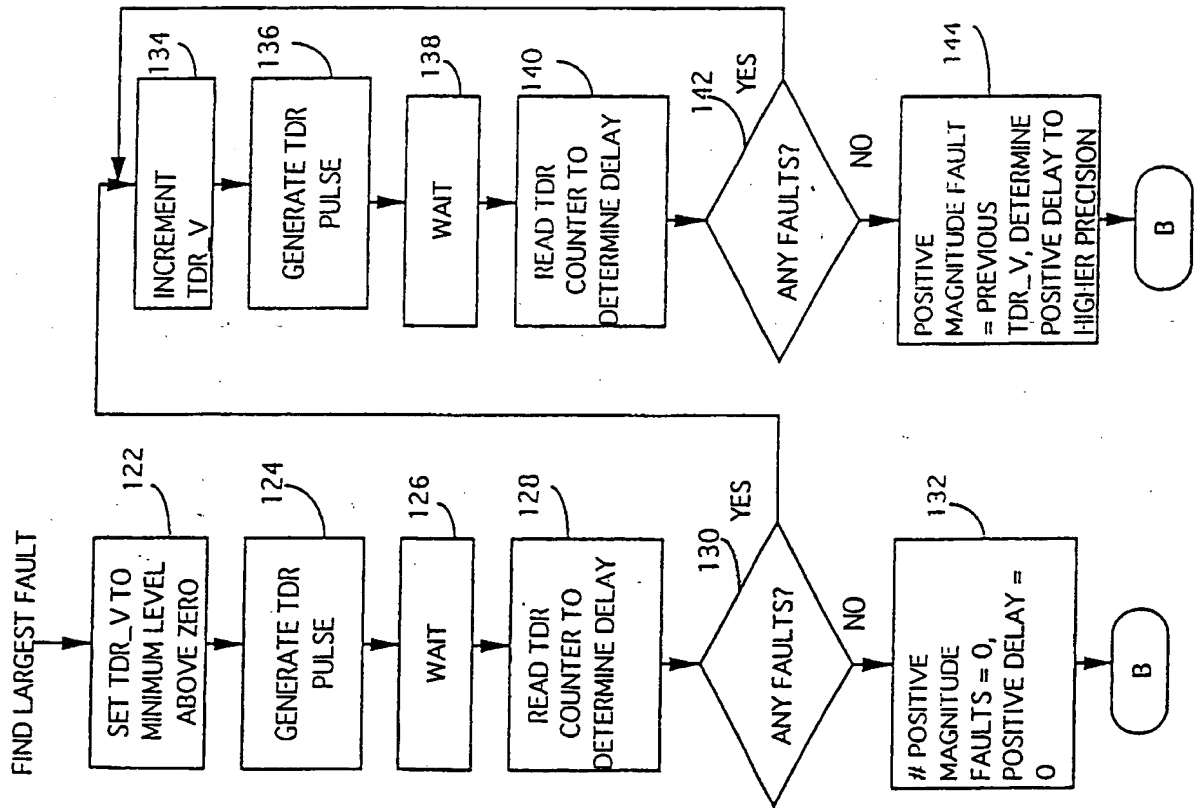 FIND LARGEST FAULT
SET TDR_V TO
MINIMUM LEVEL
ABOVE ZERO
122
GENERATE TDR
PULSE
124
WAIT
126
READ TDR
COUNTER TO
DETERMINE DELAY
128
ANY FAULTS?
130
YES
NO
# POSITIVE
MAGNITUDE
FAULTS = 0,
POSITIVE DELAY =
0
132
B
INCREMENT
TDR_V
134
GENERATE TDR
PULSE
136
WAIT
138
READ TDR
COUNTER TO
DETERMINE DELAY
140
ANY FAULTS?
142
YES
NO
POSITIVE
MAGNITUDE FAULT
= PREVIOUS
TDR_V, DETERMINE
POSITIVE DELAY TO
HIGHER PRECISION
144
B